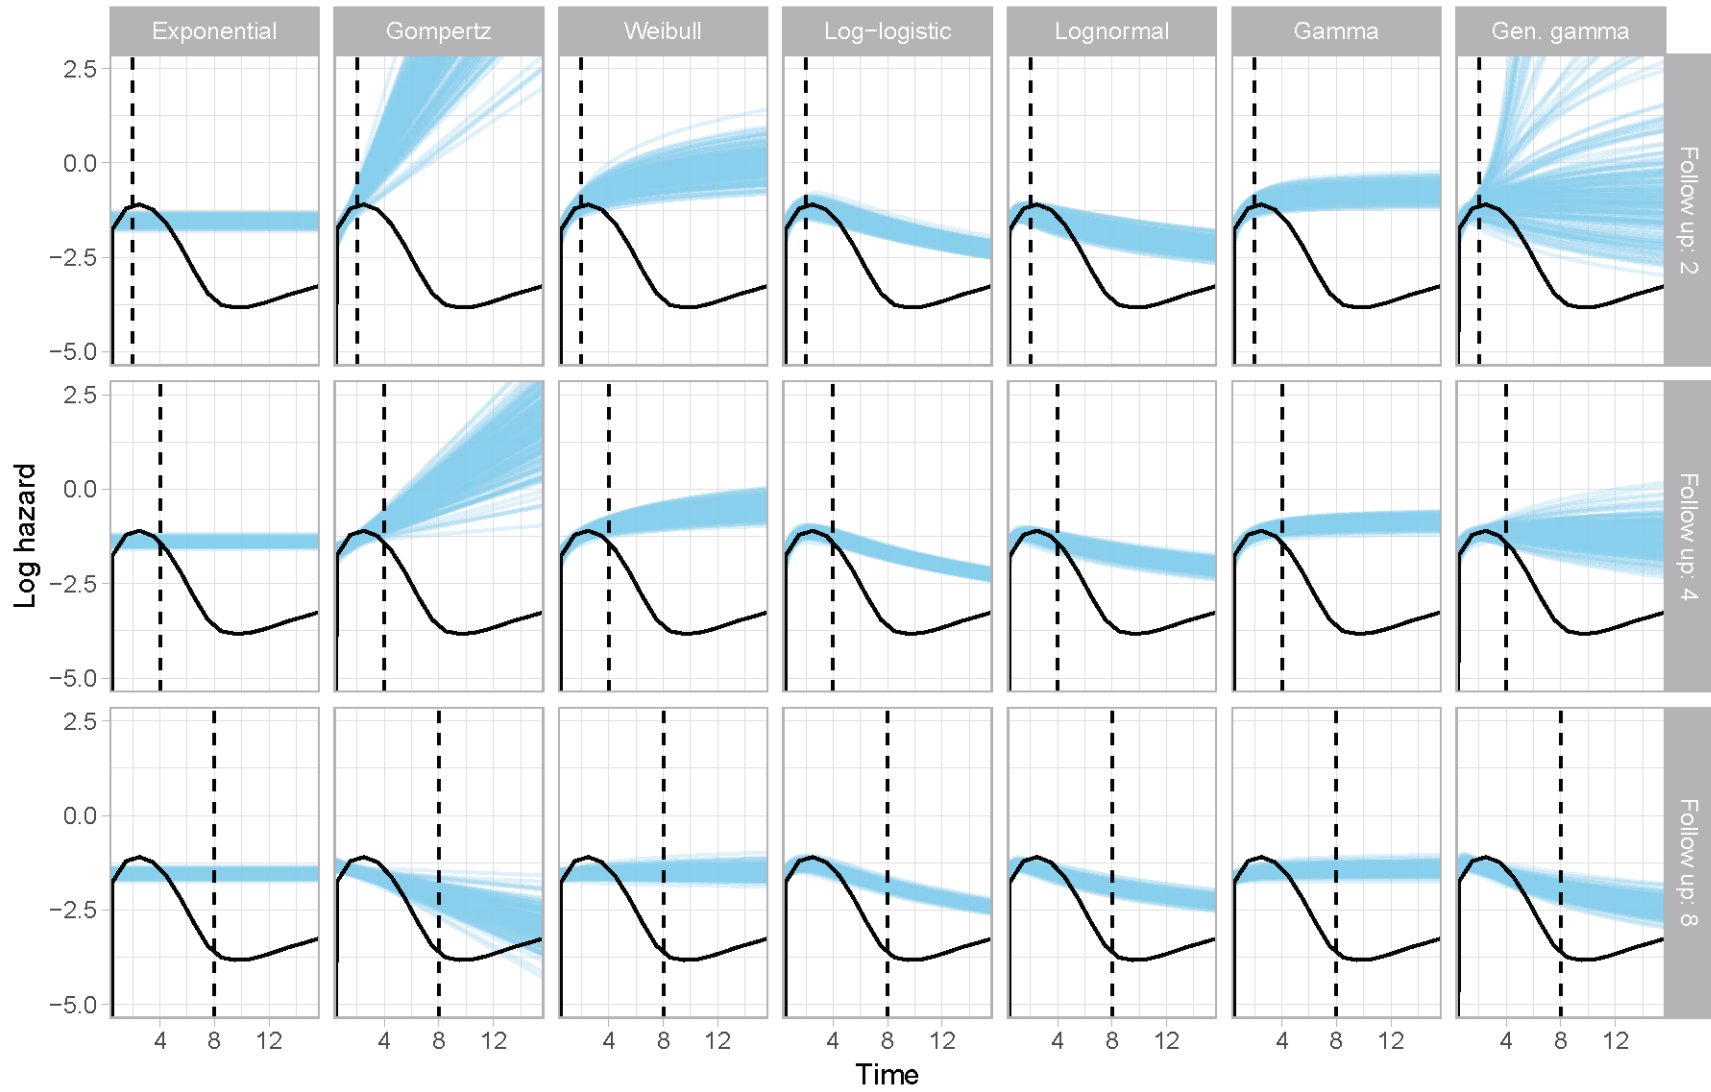 Exponential
Gompertz
Weibull
Log−logistic
Lognormal
Gamma
Gen. gamma
2.5
0.0
−2.5
−5.0
Follow up: 2
2.5
0.0
−2.5
−5.0
Follow up: 4
2.5
0.0
−2.5
−5.0
Follow up: 8
Log hazard
4 8 12
4 8 12
4 8 12
4 8 12
4 8 12
4 8 12
4 8 12
Time